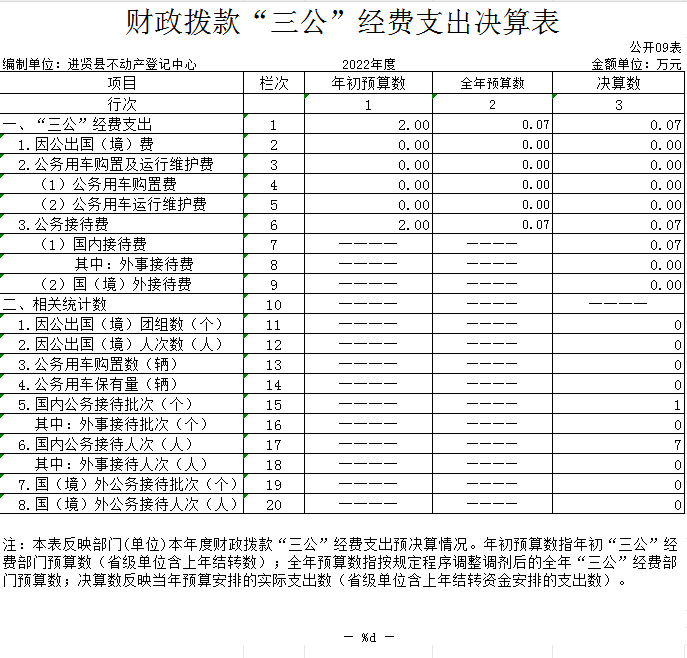 财政拨款“三公”经费支出决算表
公开09表
编制单位：进贤县不动产登记中心 2022年度 金额单位：万元
项目 栏次 年初预算数 全年预算数 决算数
行次 1 2 3
一、“三公”经费支出 1 2.00 0.07 0.07
1.因公出国（境）费 2 0.00 0.00 0.00
2.公务用车购置及运行维护费 3 0.00 0.00 0.00
（1）公务用车购置费 4 0.00 0.00 0.00
（2）公务用车运行维护费 5 0.00 0.00 0.00
3.公务接待费 6 2.00 0.07 0.07
（1）国内接待费 7 ———— ———— 0.07
其中：外事接待费 8 ———— ———— 0.00
（2）国（境）外接待费 9 ———— ———— 0.00
二、相关统计数 10 ———— ———— ————
1.因公出国（境）团组数（个） 11 ———— ———— 0
2.因公出国（境）人次数（人） 12 ———— ———— 0
3.公务用车购置数（辆） 13 ———— ———— 0
4.公务用车保有量（辆） 14 ———— ———— 0
5.国内公务接待批次（个） 15 ———— ———— 1
其中：外事接待批次（个） 16 ———— ———— 0
6.国内公务接待人次（人） 17 ———— ———— 7
其中：外事接待人次（人） 18 ———— ———— 0
7.国（境）外公务接待批次（个） 19 ———— ———— 0
8.国（境）外公务接待人次（人） 20 ———— ———— 0
注：本表反映部门(单位)本年度财政拨款“三公”经费支出预决算情况。年初预算数指年初“三公”经
费部门预算数（省级单位含上年结转数）；全年预算数指按规定程序调整调剂后的全年“三公”经费部
门预算数；决算数反映当年预算安排的实际支出数（省级单位含上年结转资金安排的支出数）。
— %d —